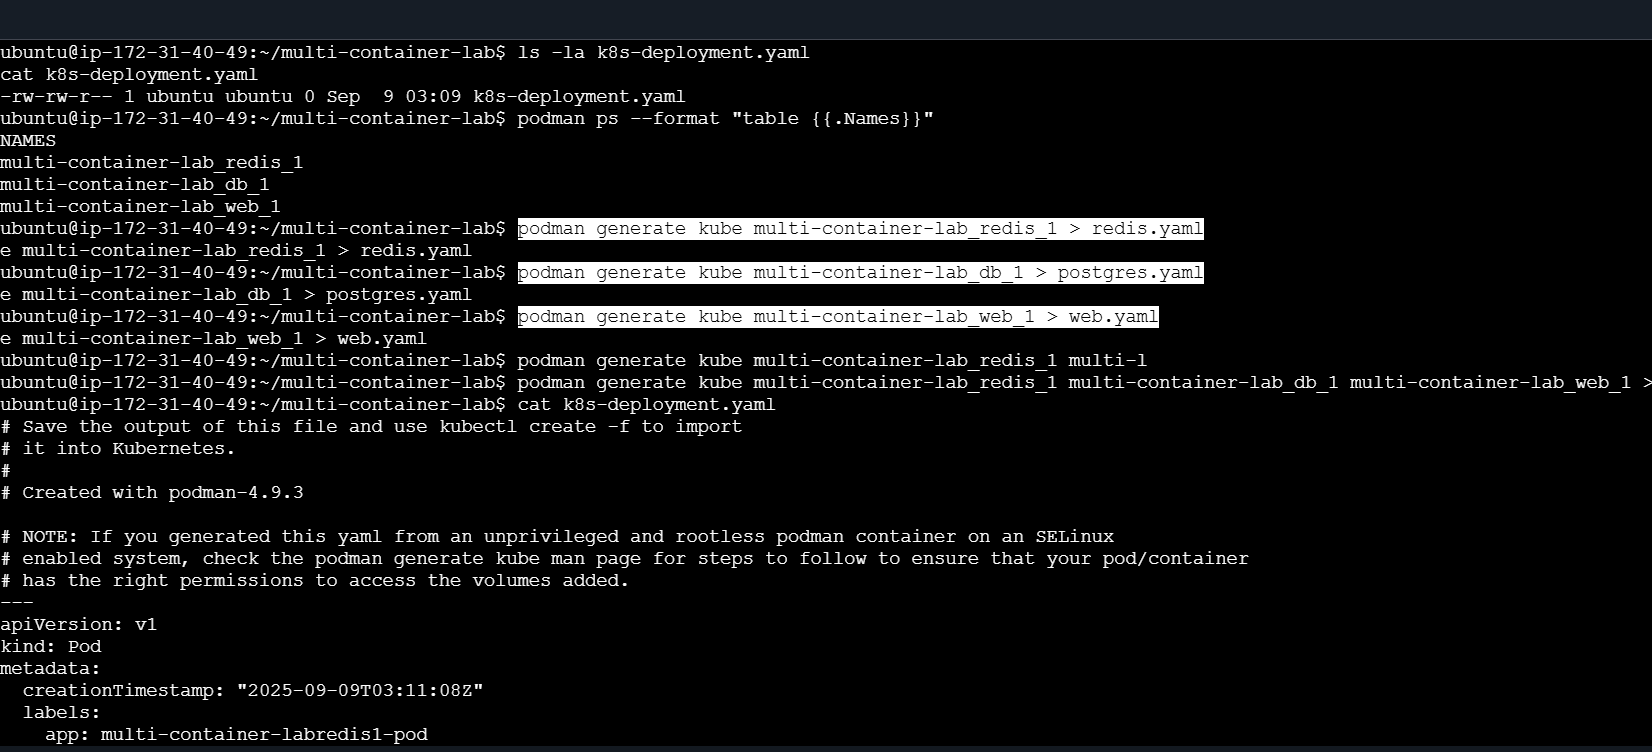 ubuntu@ip-172-31-40-49:~/multi-container-lab$ ls -la k8s-deployment.yaml
cat k8s-deployment.yaml
-rw-rw-r-- 1 ubuntu ubuntu 0 Sep  9 03:09 k8s-deployment.yaml
ubuntu@ip-172-31-40-49:~/multi-container-lab$ podman ps --format "table {{.Names}}"
NAMES
multi-container-lab_redis_1
multi-container-lab_db_1
multi-container-lab_web_1
ubuntu@ip-172-31-40-49:~/multi-container-lab$ podman generate kube multi-container-lab_redis_1 > redis.yaml
e multi-container-lab_redis_1 > redis.yaml
ubuntu@ip-172-31-40-49:~/multi-container-lab$ podman generate kube multi-container-lab_db_1 > postgres.yaml
e multi-container-lab_db_1 > postgres.yaml
ubuntu@ip-172-31-40-49:~/multi-container-lab$ podman generate kube multi-container-lab_web_1 > web.yaml
e multi-container-lab_web_1 > web.yaml
ubuntu@ip-172-31-40-49:~/multi-container-lab$ podman generate kube multi-container-lab_redis_1 multi-l
ubuntu@ip-172-31-40-49:~/multi-container-lab$ podman generate kube multi-container-lab_redis_1 multi-container-lab_db_1 multi-container-lab_web_1 >
ubuntu@ip-172-31-40-49:~/multi-container-lab$ cat k8s-deployment.yaml
# Save the output of this file and use kubectl create -f to import
# it into Kubernetes.
#
# Created with podman-4.9.3

# NOTE: If you generated this yaml from an unprivileged and rootless podman container on an SELinux
# enabled system, check the podman generate kube man page for steps to follow to ensure that your pod/container
# has the right permissions to access the volumes added.
---
apiVersion: v1
kind: Pod
metadata:
  creationTimestamp: "2025-09-09T03:11:08Z"
  labels:
    app: multi-container-labredis1-pod